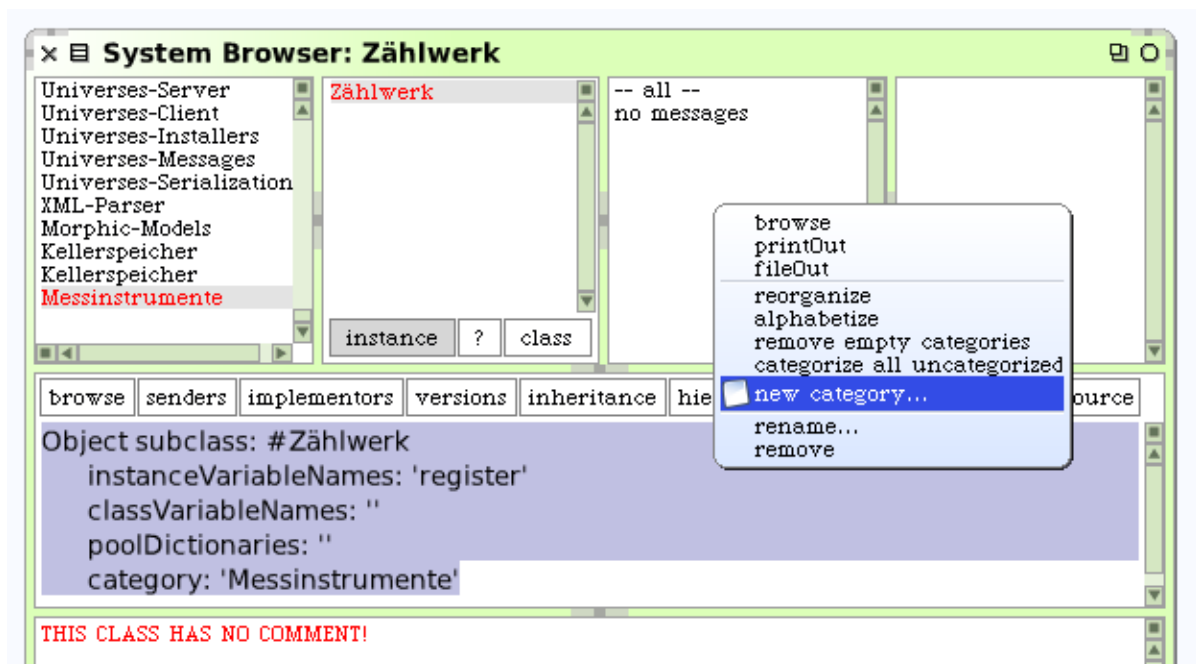 System Browser: Zählwerk
Universes-Server
Universes-Client
Universes-Installers
Universes-Messages
Universes-Serialization
XML-Parser
Morphic-Models
Kellerspeicher
Kellerspeicher
Messinstrumente
Zählwerk
instance ? class
-- all --
no messages
browse
printOut
fileOut
reorganize
alphabetize
remove empty categories
categorize all uncategorized
new category...
rename...
remove
browse senders implementors versions inheritance hie ource
Object subclass: #Zählwerk
instanceVariableNames: 'register'
classVariableNames: ''
poolDictionaries: ''
category: 'Messinstrumente'
THIS CLASS HAS NO COMMENT!